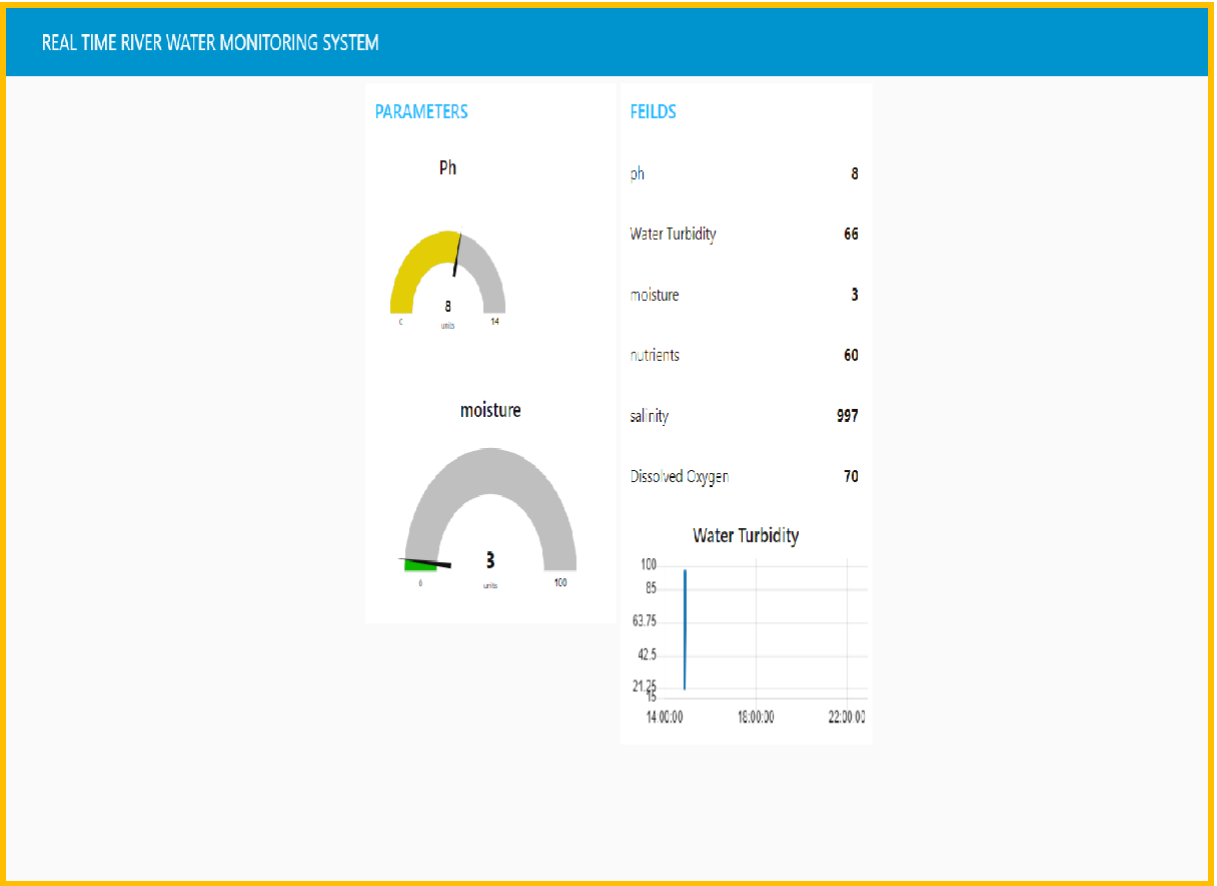 REAL TIME RIVER WATER MONITORING SYSTEM
PARAMETERS
Ph
8
units
14
moisture
3
units
0
100
FEILDS
ph 8
Water Turbidity 66
moisture 3
nutrients 60
salinity 997
Dissolved Oxygen 70
Water Turbidity
100
85
63.75
42.5
21.25
15
14:00:00 18:00:00 22:00:00